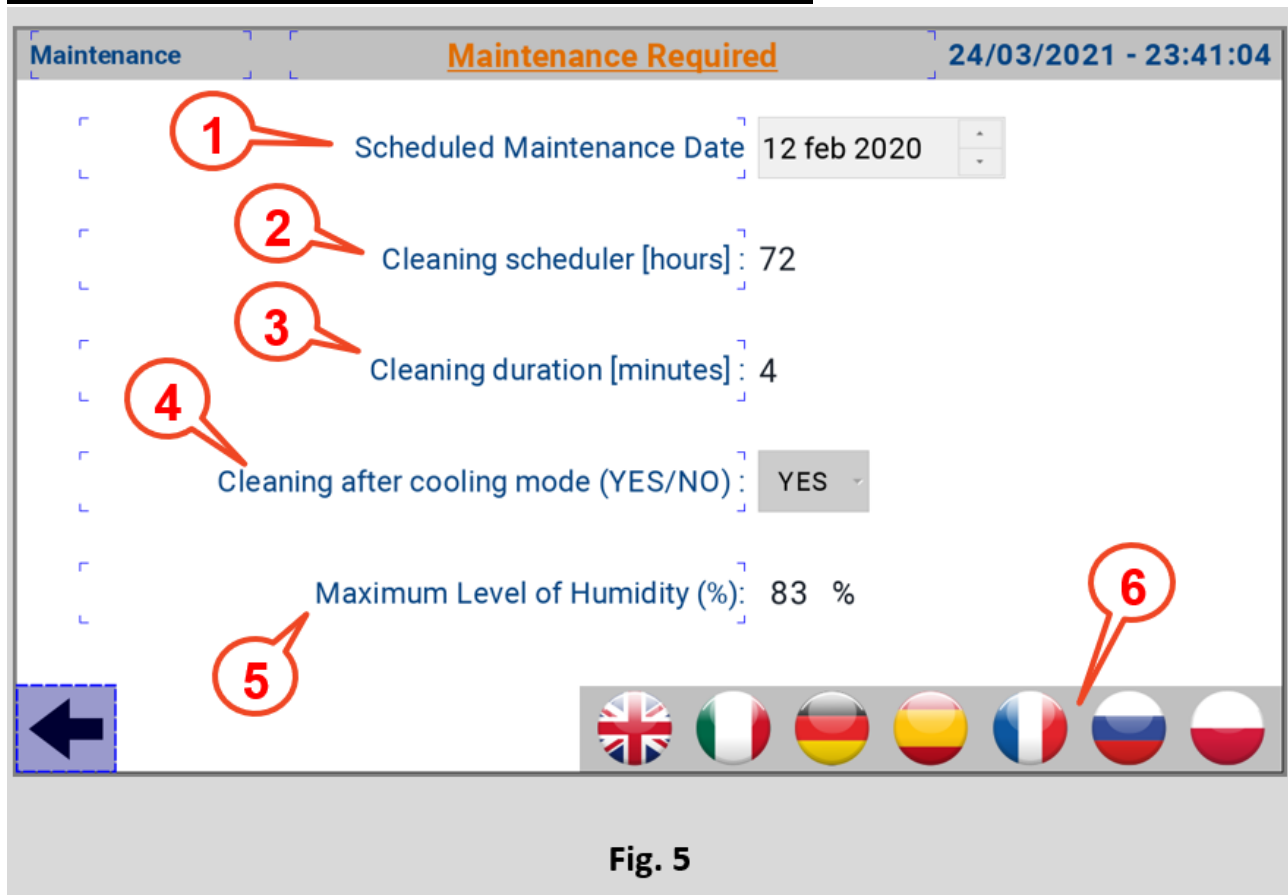 Maintenance Maintenance Required 24/03/2021 - 23:41:04
1 Scheduled Maintenance Date 12 feb 2020
2 Cleaning scheduler [hours] : 72
3 Cleaning duration [minutes] : 4
4 Cleaning after cooling mode (YES/NO) : YES
5 Maximum Level of Humidity (%): 83 %
6
Fig. 5